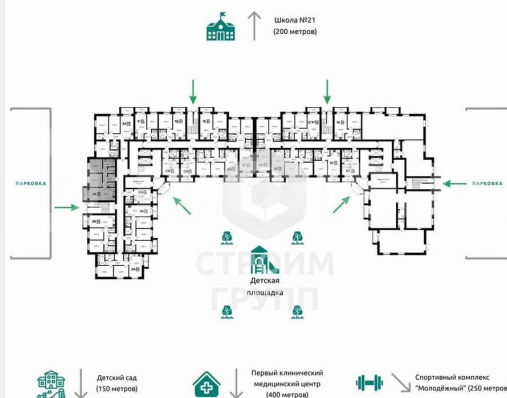 Школа №21
(200 метров)
ПАРКОВКА
ПАРКОВКА
СТРОИМ
ГРУПП
Детская
площадка
Детский сад
(150 метров)
Первый клинический
медицинский центр
(400 метров)
Спортивный комплекс
"Молодёжный" (250 метров)